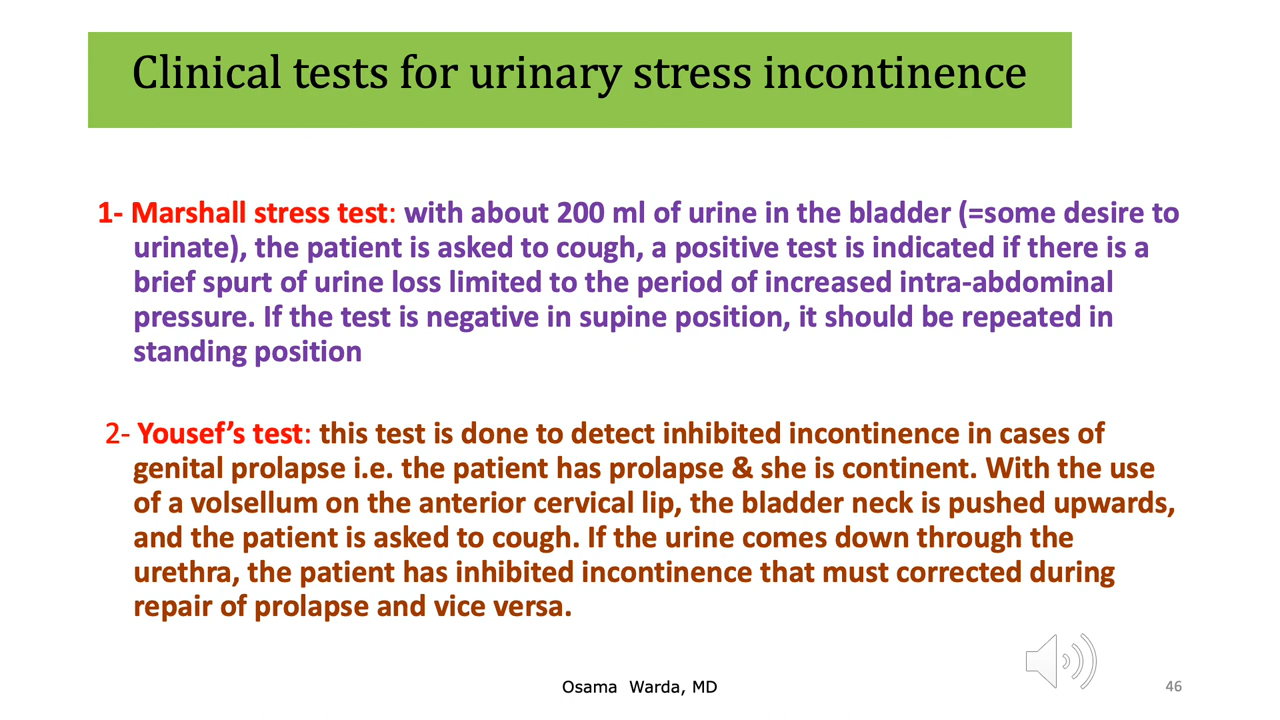 Clinical tests for urinary stress incontinence
1- Marshall stress test: with about 200 ml of urine in the bladder (=some desire to
urinate), the patient is asked to cough, a positive test is indicated if there is a
brief spurt of urine loss limited to the period of increased intra-abdominal
pressure. If the test is negative in supine position, it should be repeated in
standing position
2- Yousef’s test: this test is done to detect inhibited incontinence in cases of
genital prolapse i.e. the patient has prolapse & she is continent. With the use
of a volsellum on the anterior cervical lip, the bladder neck is pushed upwards,
and the patient is asked to cough. If the urine comes down through the
urethra, the patient has inhibited incontinence that must corrected during
repair of prolapse and vice versa.
Osama Warda, MD
46